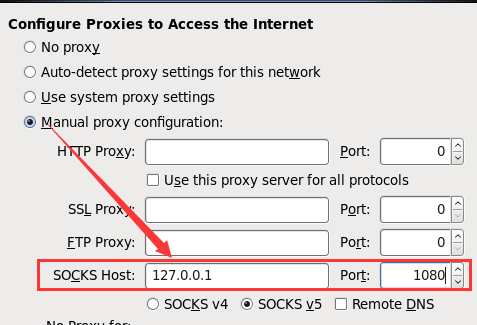 Configure Proxies to Access the Internet
No proxy
Auto-detect proxy settings for this network
Use system proxy settings
Manual proxy configuration:
HTTP Proxy: Port: 0
Use this proxy server for all protocols
SSL Proxy: Port: 0
FTP Proxy: Port: 0
SOCKS Host: 127.0.0.1 Port: 1080
SOCKS v4 SOCKS v5 Remote DNS
No Proxy for: